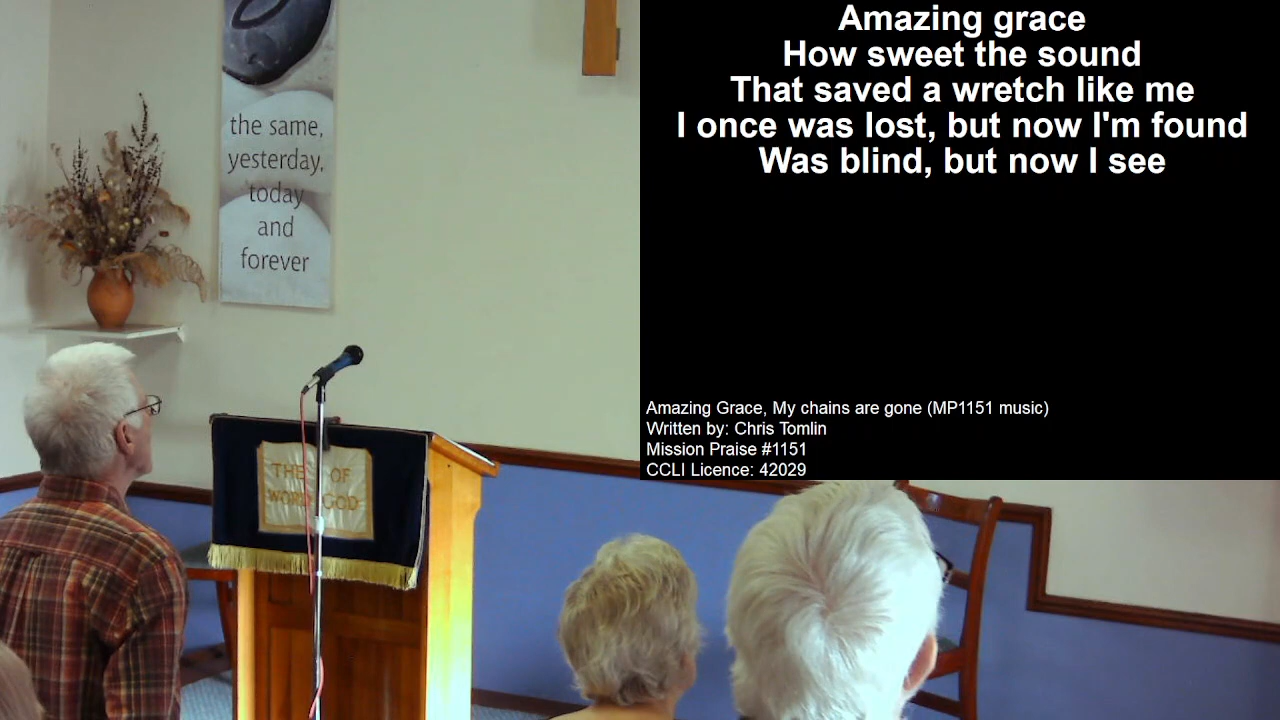 the same,
yesterday,
today
and
forever
THE OF
WORD GOD
Amazing grace
How sweet the sound
That saved a wretch like me
I once was lost, but now I'm found
Was blind, but now I see
Amazing Grace, My chains are gone (MP1151 music)
Written by: Chris Tomlin
Mission Praise #1151
CCLI Licence: 42029